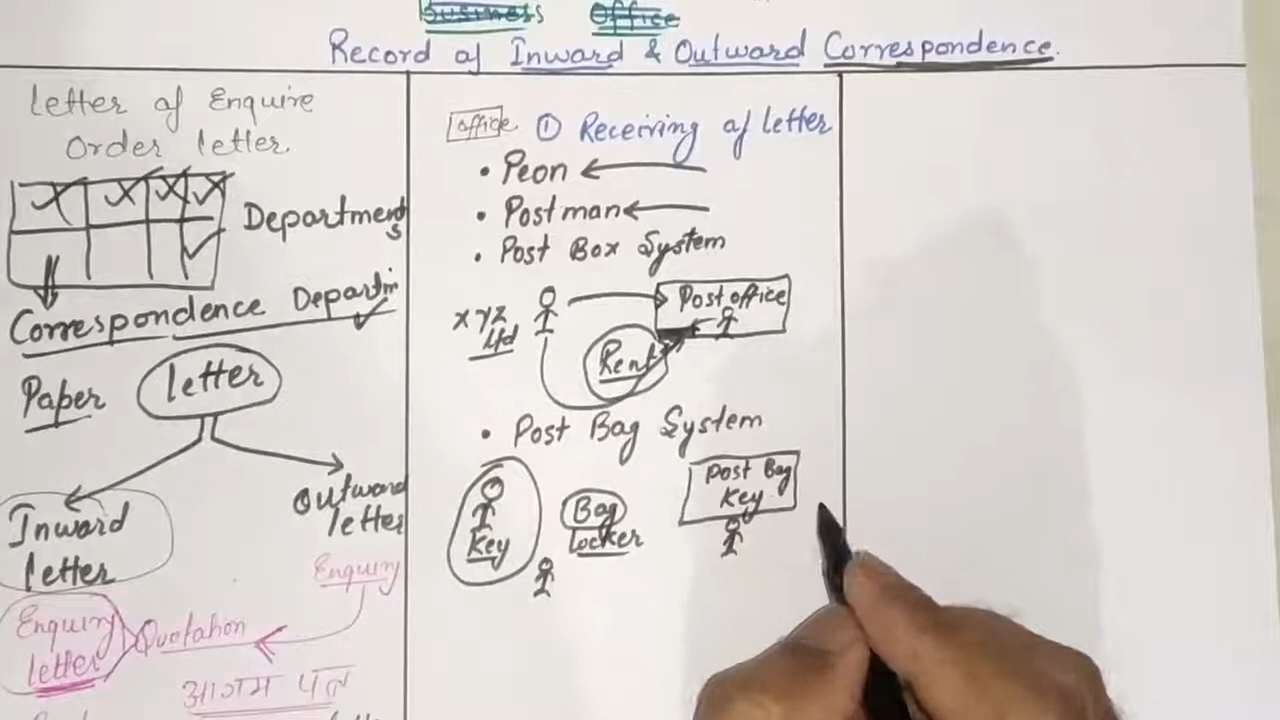 Business Office
Record of Inward & Outward Correspondence.
Letter of Enquire
Order letter.
Departments
Correspondence Departm
Paper letter
Inward
letter
Outward
letter
Enquiry
Enquiry
letter
Quotation
आगम पत्र
office ① Receiving of letter
• Peon
• Postman
• Post Box System
xyz
ltd
Post office
Rent
• Post Bag System
Key
Bag
locker
Post Bag
Key